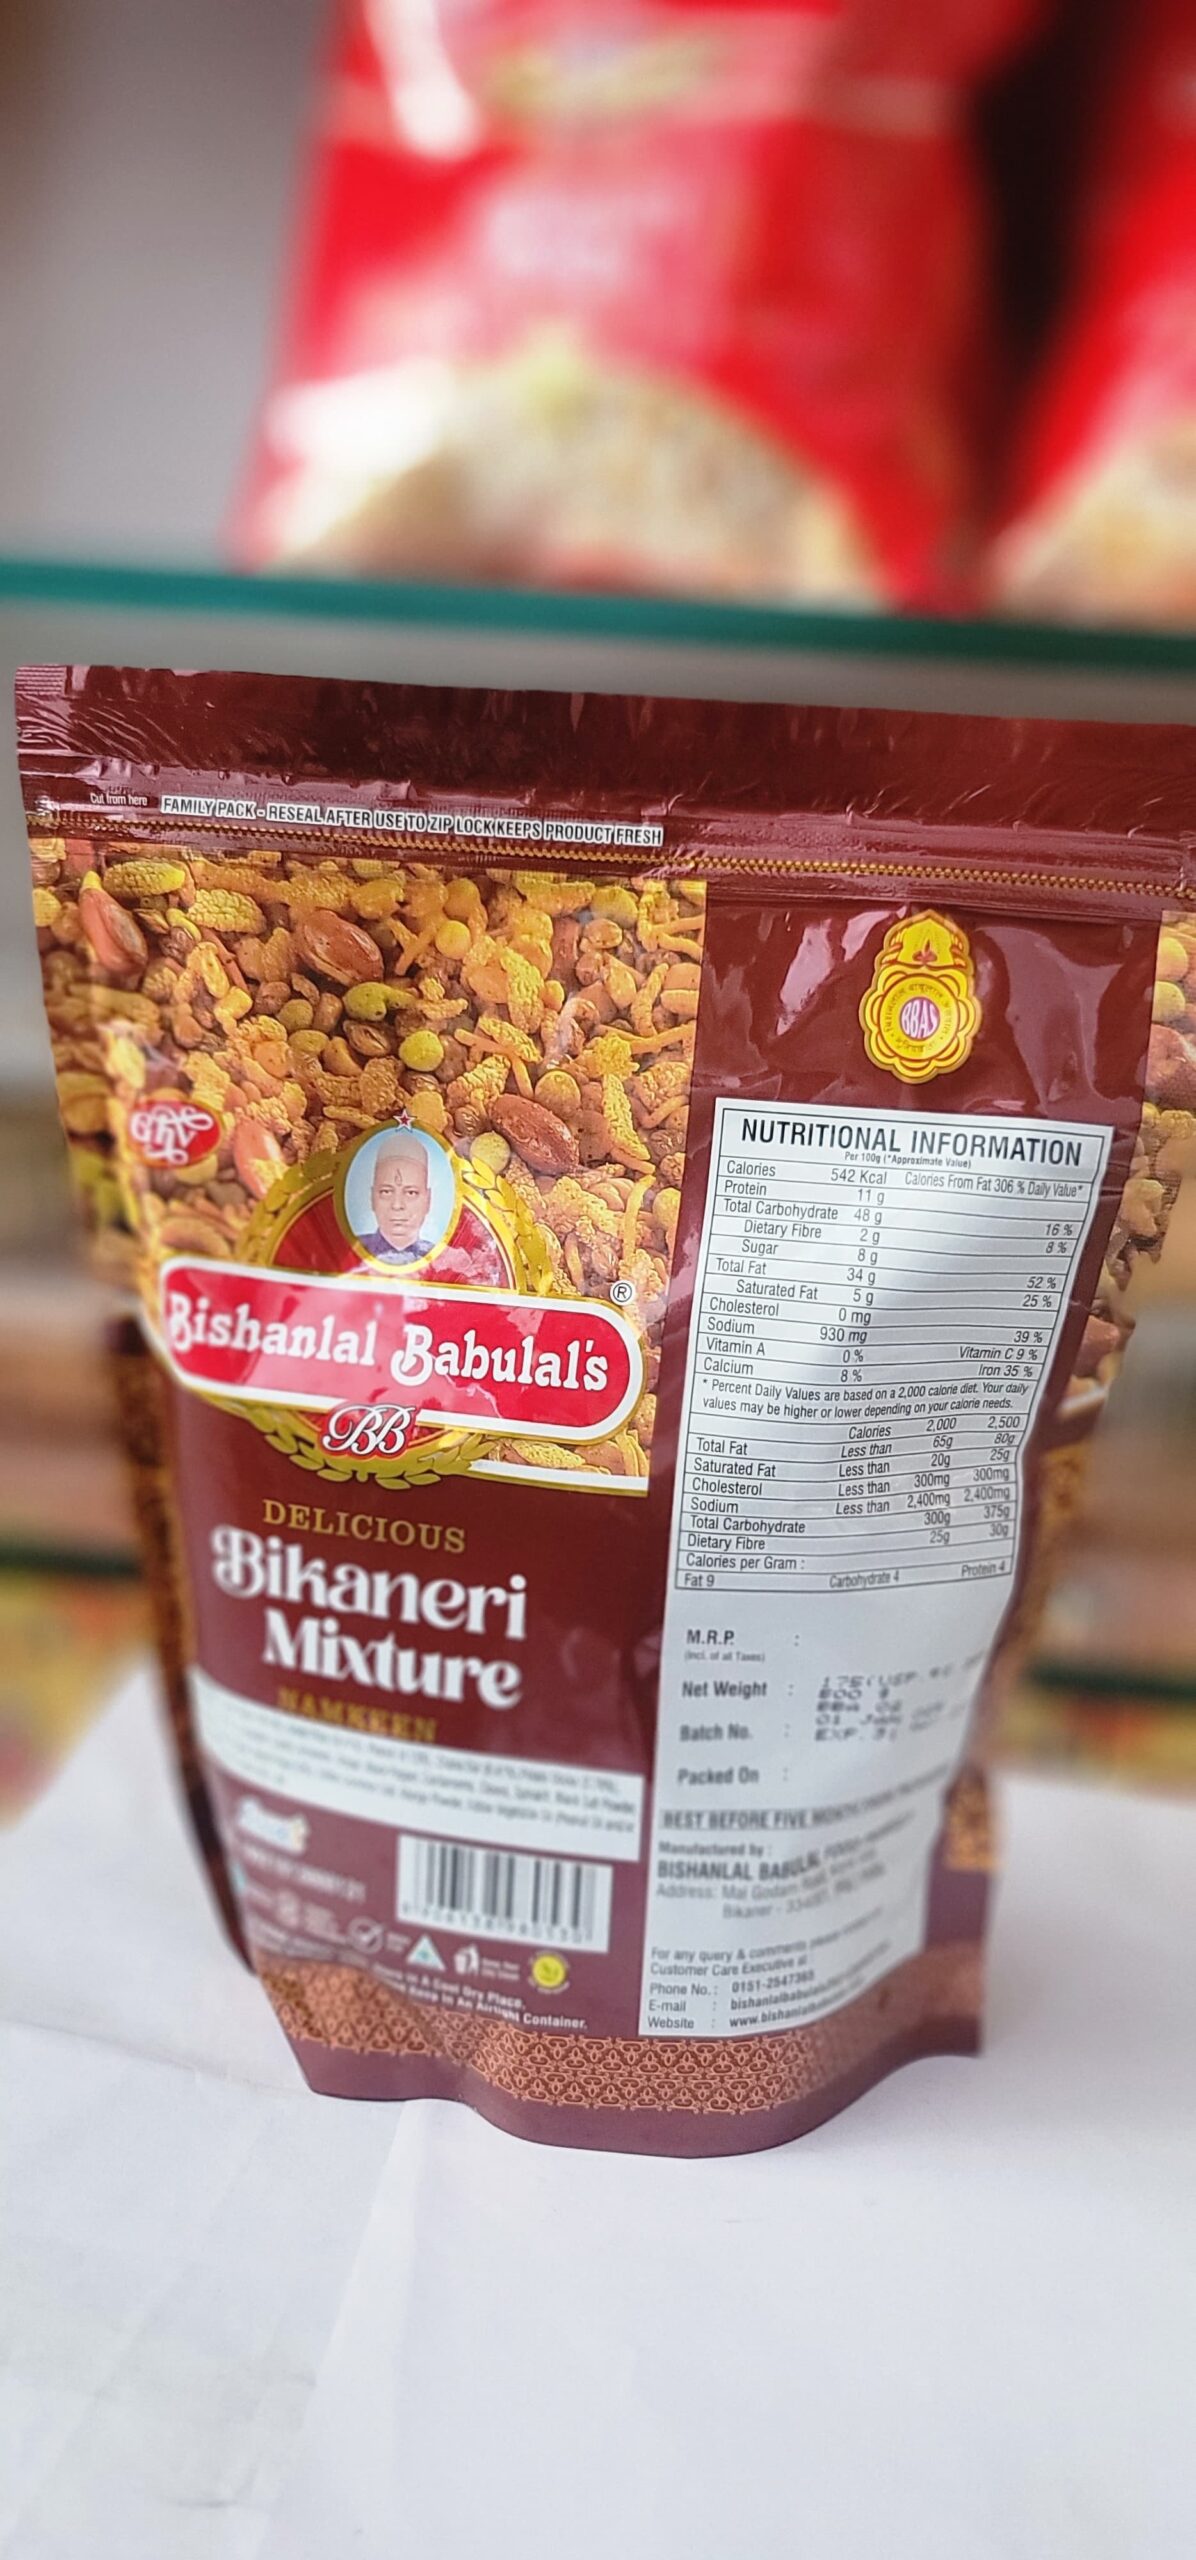 Cut from here FAMILY PACK - RESEAL AFTER USE TO ZIP LOCK KEEPS PRODUCT FRESH
BBAS
Bishanlal Babulal's
®
BB
DELICIOUS
Bikaneri
Mixture
NAMKEEN
BBAS
NUTRITIONAL INFORMATION
Per 100g (*Approximate Value)
Calories 542 Kcal Calories From Fat 306 % Daily Value*
Protein 11 g
Total Carbohydrate 48 g 16 %
Dietary Fibre 2 g 8 %
Sugar 8 g
Total Fat 34 g 52 %
Saturated Fat 5 g 25 %
Cholesterol 0 mg
Sodium 930 mg 39 %
Vitamin A 0 % Vitamin C 9 %
Calcium 8 % Iron 35 %
* Percent Daily Values are based on a 2,000 calorie diet. Your daily
values may be higher or lower depending on your calorie needs.
Calories 2,000 2,500
Total Fat Less than 65g 80g
Saturated Fat Less than 20g 25g
Cholesterol Less than 300mg 300mg
Sodium Less than 2,400mg 2,400mg
Total Carbohydrate 300g 375g
Dietary Fibre 25g 30g
Calories per Gram :
Fat 9 Carbohydrate 4 Protein 4
M.R.P. :
(Incl. of all Taxes)
Net Weight :
Batch No. :
Packed On :
BEST BEFORE FIVE
Manufactured by :
BISHANLAL
Address:
Bikaner -
For any query &
Customer Care Executive at
Phone No. : 0151-2547365
E-mail :
Website :
In A Cool Dry Place.
Keep In An Airtight Container.